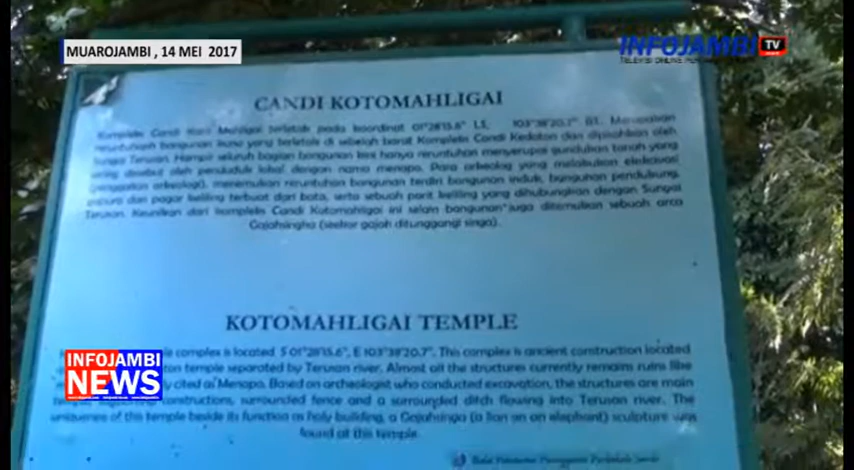 MUAROJAMBI , 14 MEI 2017
INFOJAMBI TV
TELEVISI ONLINE
CANDI KOTOMAHLIGAI
Kompleks Candi Koto Mahligai terletak pada koordinat 01°28'15.6" LS, 103°38'20.7" BT. Merupakan
reruntuhan bangunan kuno yang terletak di sebelah barat Kompleks Candi Kedaton dan dipisahkan oleh
Sungai Terusan. Hampir seluruh bagian bangunan kini hanya reruntuhan menyerupai gundukan tanah yang
sering disebut oleh penduduk lokal dengan nama menapo. Para arkeolog yang melakukan ekskavasi
(penggalian arkeologi), menemukan reruntuhan bangunan terdiri bangunan induk, bangunan pendukung,
gapura dan pagar keliling terbuat dari bata, serta sebuah parit keliling yang dihubungkan dengan Sungai
Terusan. Keunikan dari kompleks Candi Kotomahligai ini selain bangunan juga ditemukan sebuah arca
Gajahsingha (seekor gajah ditunggangi singa).
KOTOMAHLIGAI TEMPLE
complex is located S 01°28'15.6", E 103°38'20.7". This complex is ancient construction located
temple separated by Terusan river. Almost all the structures currently remains ruins like
cited as Menapo. Based on archeologist who conducted excavation, the structures are main
constructions, surrounded fence and a surrounded ditch flowing into Terusan river. The
uniqueness of this temple beside its function as holy building, a Gajahsinga (a lion on an elephant) sculpture was
found at this temple.
INFOJAMBI
NEWS